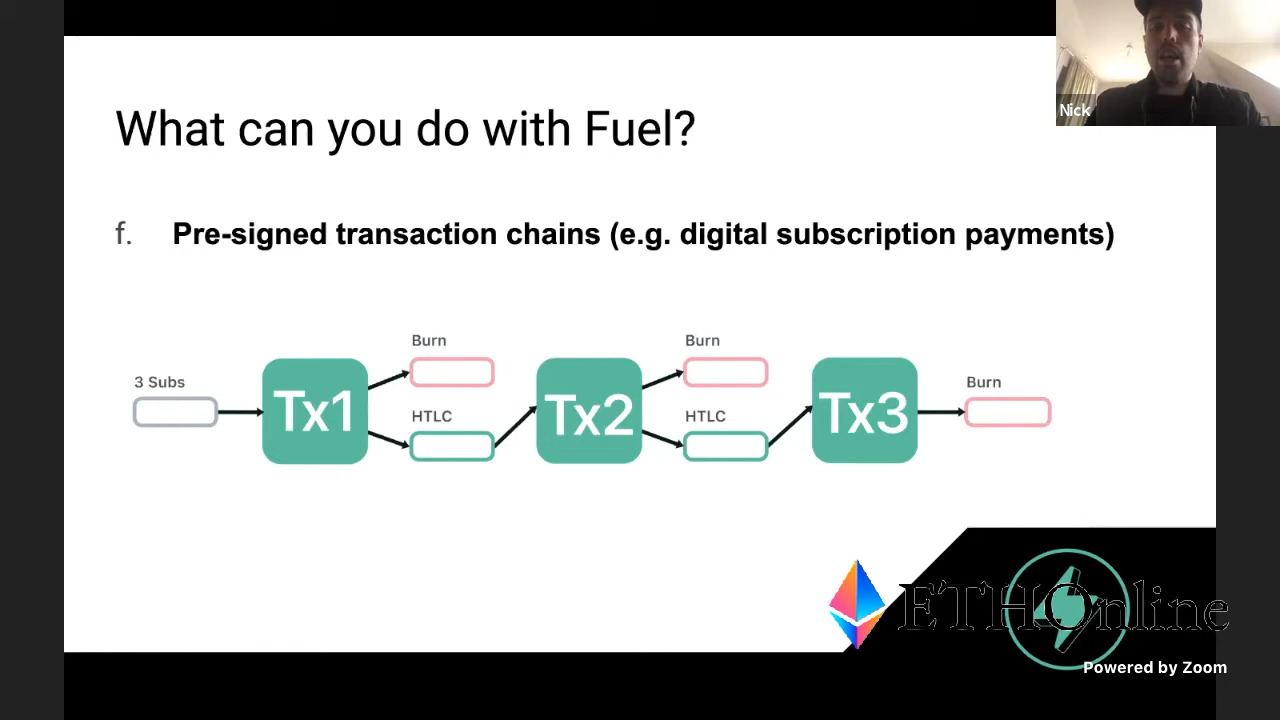 Nick
What can you do with Fuel?
f. Pre-signed transaction chains (e.g. digital subscription payments)
3 Subs
Tx1
Burn
HTLC
Tx2
Burn
HTLC
Tx3
Burn
ETHOnline
Powered by Zoom